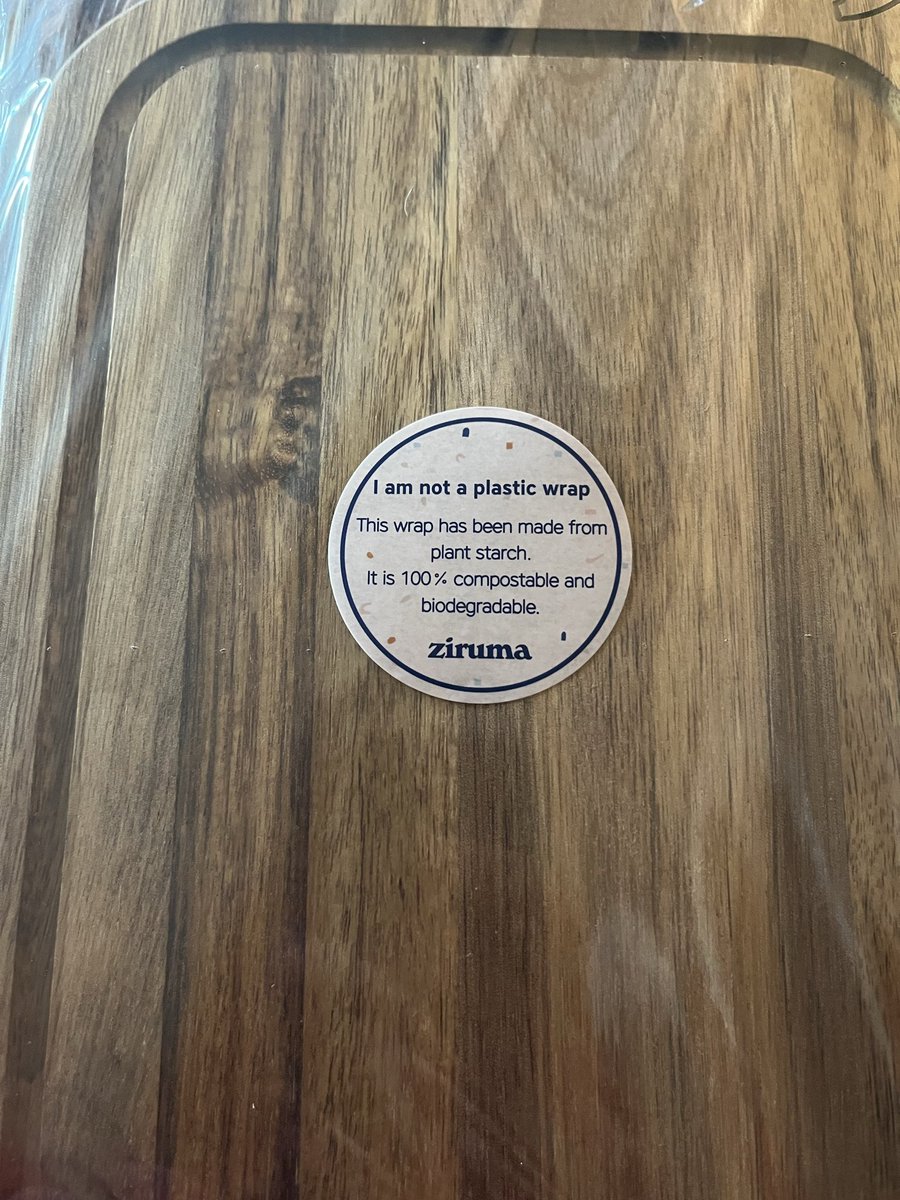 I am not a plastic wrap
This wrap has been made from
plant starch.
It is 100% compostable and
biodegradable.
ziruma